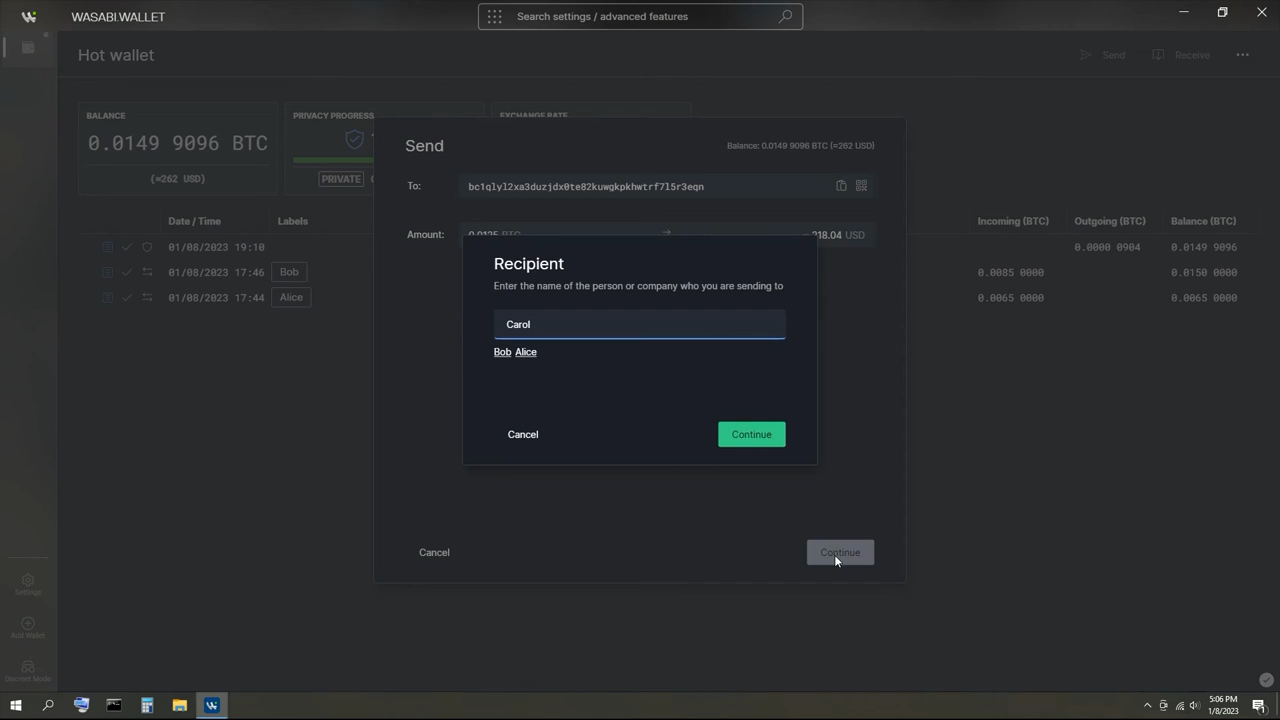 WASABI.WALLET
Search settings / advanced features
Hot wallet
Send
Receive
BALANCE
PRIVACY PROGRESS
EXCHANGE RATE
0.0149 9096 BTC
(≈262 USD)
PRIVATE
Send
Balance: 0.0149 9096 BTC (≈262 USD)
To:
bc1qlyl2xa3duzjdx0te82kuwgkpkhwtrf7l5r3eqn
Amount:
0.0125 BTC
218.04 USD
Date / Time
Labels
Incoming (BTC)
Outgoing (BTC)
Balance (BTC)
01/08/2023 19:10
0.0000 0904
0.0149 9096
01/08/2023 17:46
Bob
0.0085 0000
0.0150 0000
01/08/2023 17:44
Alice
0.0065 0000
0.0065 0000
Recipient
Enter the name of the person or company who you are sending to
Carol
Bob Alice
Cancel
Continue
Cancel
Continue
Settings
Add Wallet
Discreet Mode
5:06 PM
1/8/2023